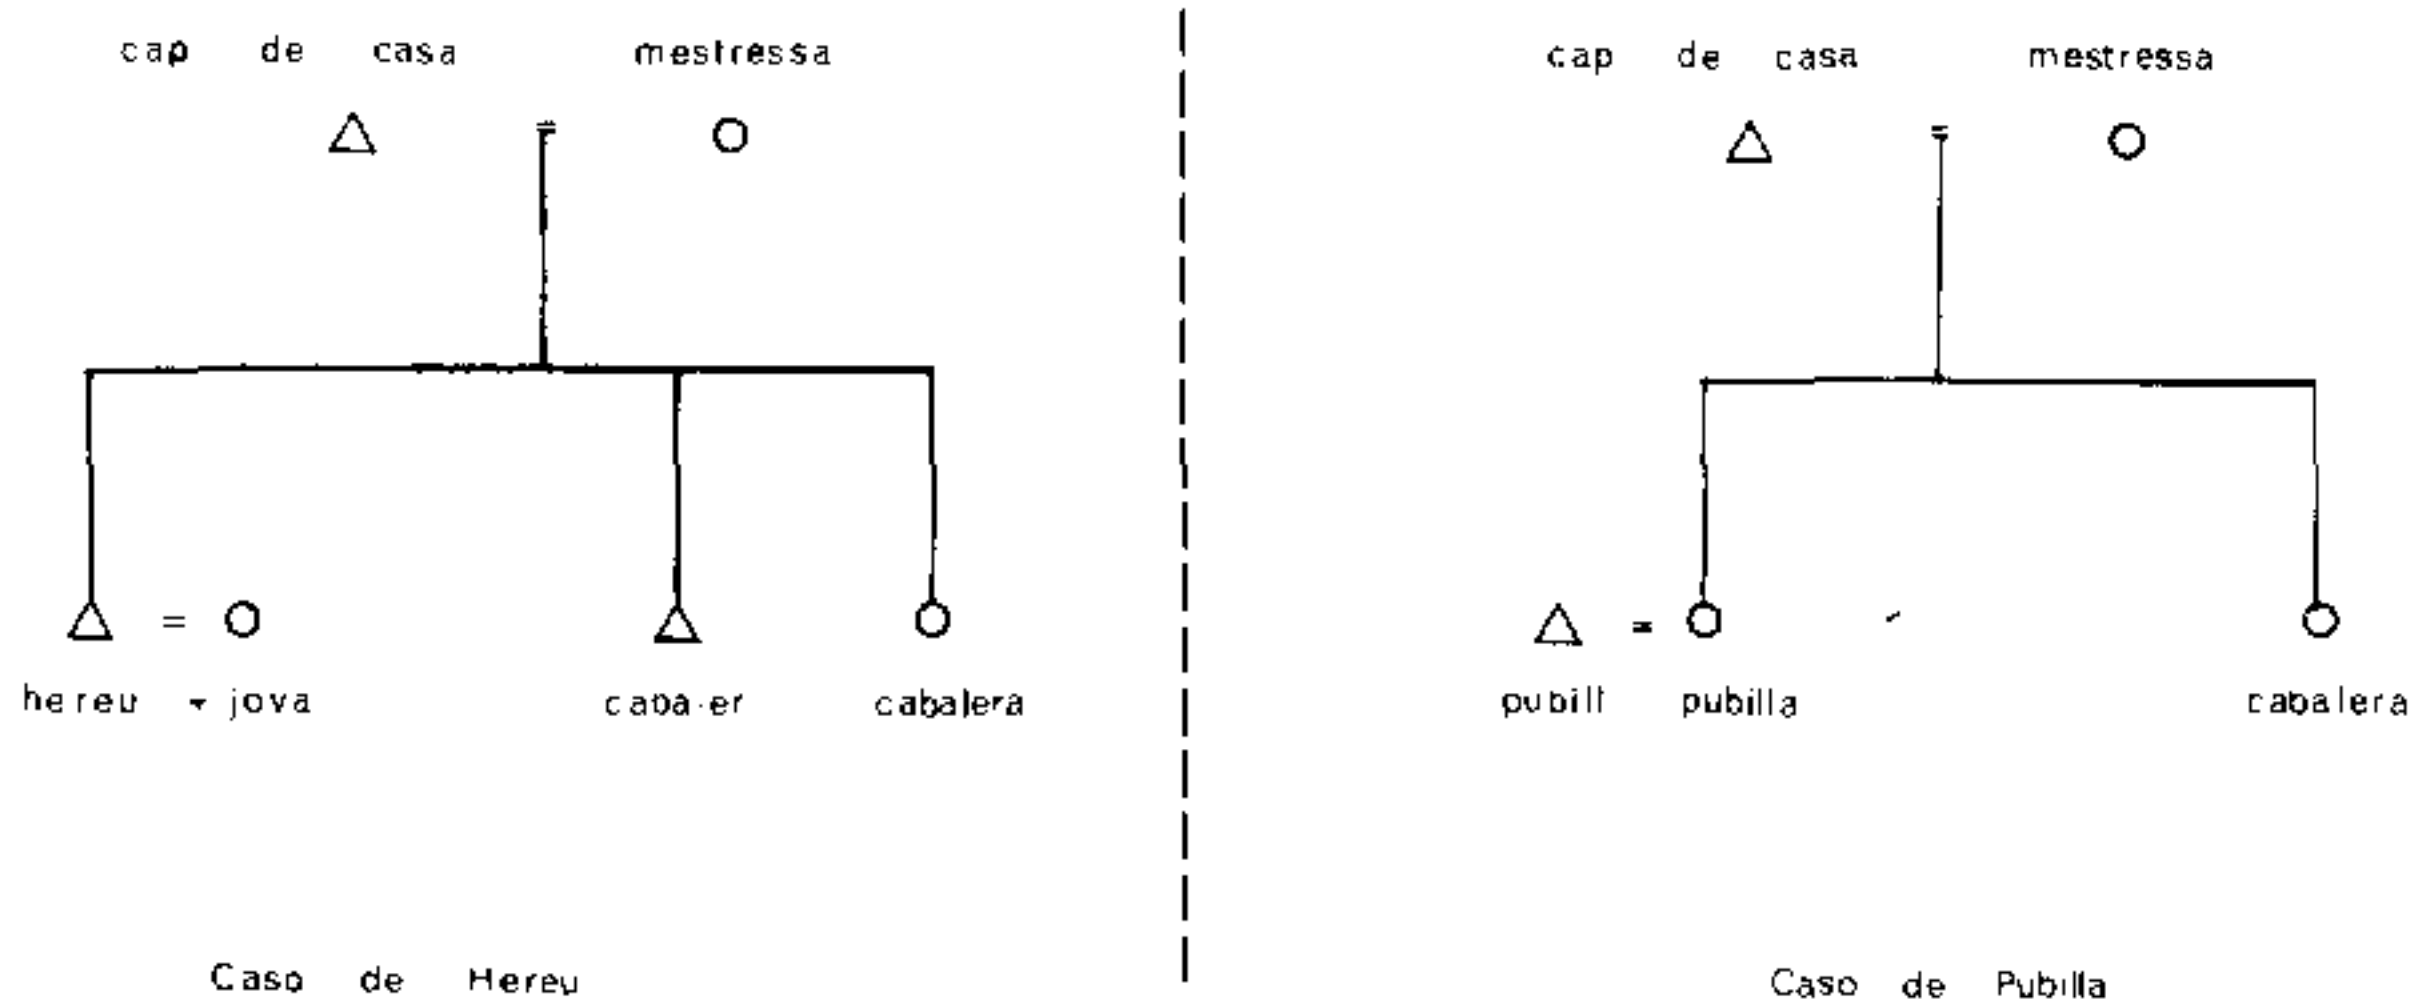 cap de casa mestressa
hereu - jova cabaler cabalera
Caso de Hereu
cap de casa mestressa
pubill pubilla cabalera
Caso de Pubilla